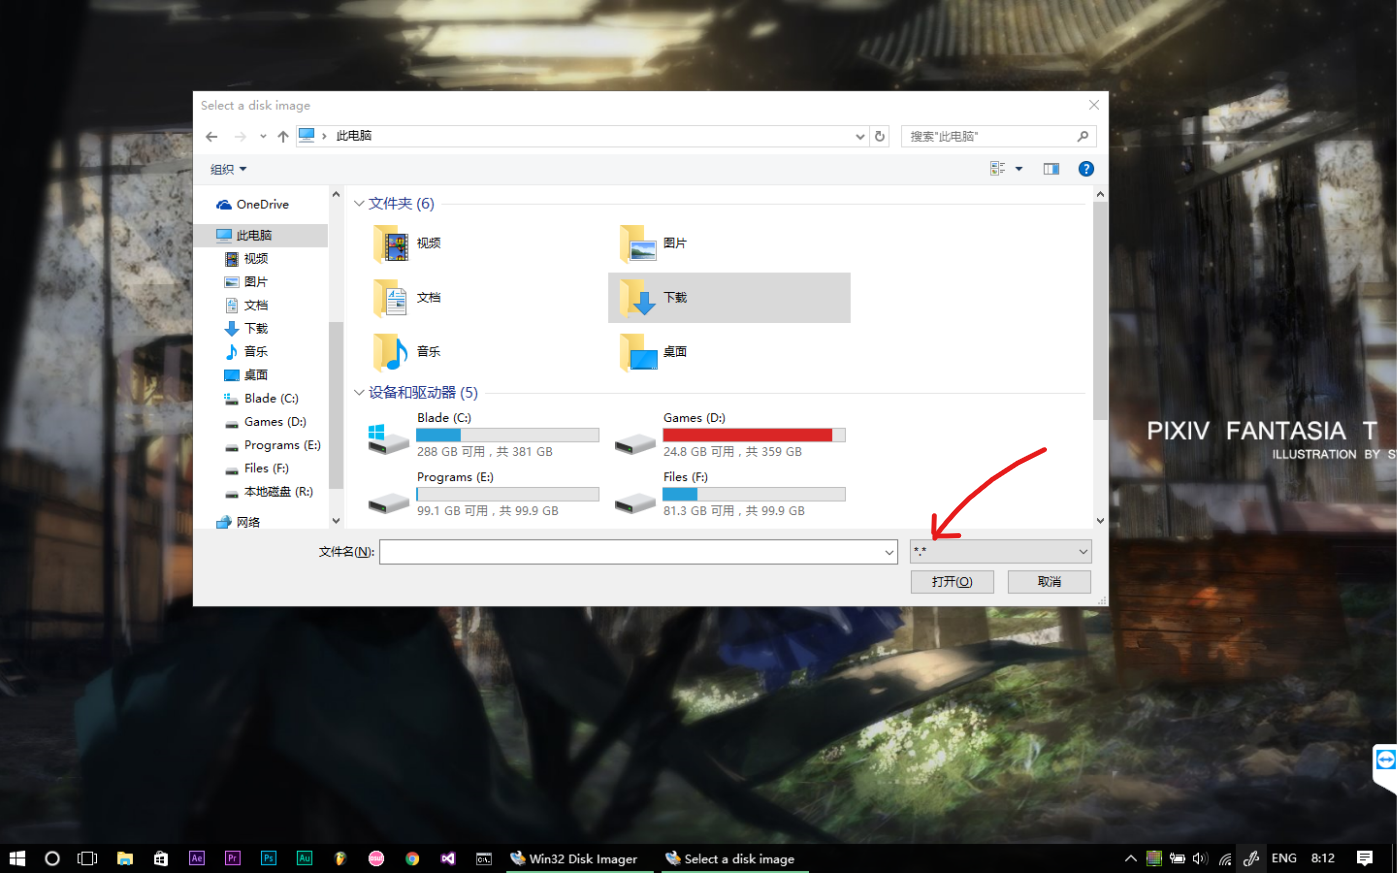 Select a disk image
此电脑
搜索"此电脑"
组织
OneDrive
此电脑
视频
图片
文档
下载
音乐
桌面
Blade (C:)
Games (D:)
Programs (E:)
Files (F:)
本地磁盘 (R:)
网络
文件夹 (6)
视频
图片
文档
下载
音乐
桌面
设备和驱动器 (5)
Blade (C:)
288 GB 可用，共 381 GB
Games (D:)
24.8 GB 可用，共 359 GB
Programs (E:)
99.1 GB 可用，共 99.9 GB
Files (F:)
81.3 GB 可用，共 99.9 GB
文件名(N):
*.*
打开(O)
取消
PIXIV FANTASIA T
ILLUSTRATION BY
Ae
Pr
Ps
Au
Win32 Disk Imager
Select a disk image
ENG
8:12